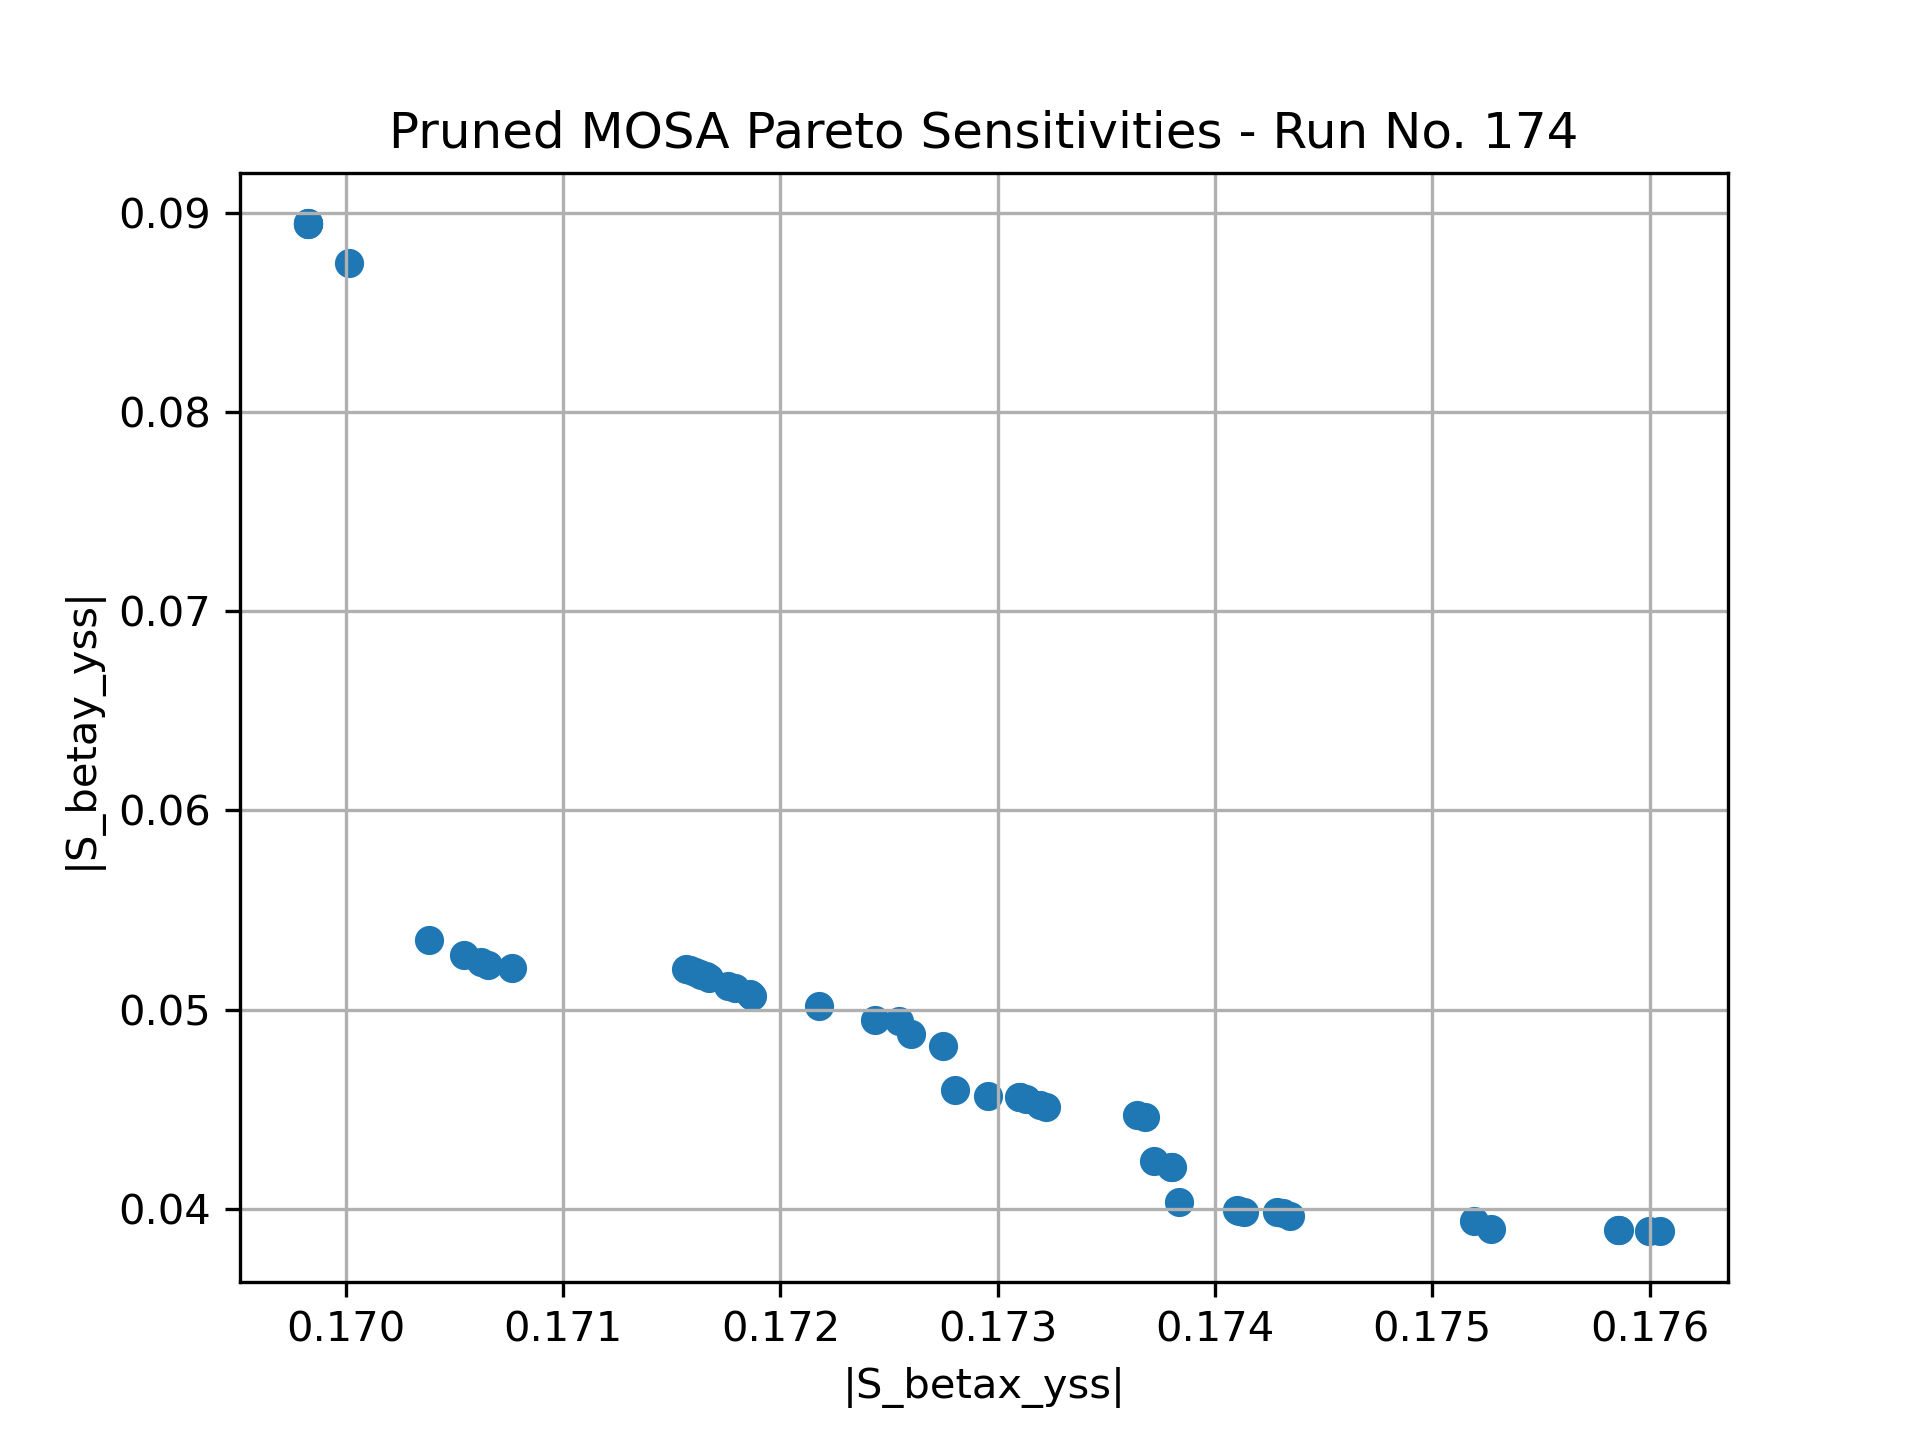 Pruned MOSA Pareto Sensitivities - Run No. 174
0.09
0.08
0.07
0.06
0.05
0.04
|S_betay_yss|
0.170 0.171 0.172 0.173 0.174 0.175 0.176
|S_betax_yss|